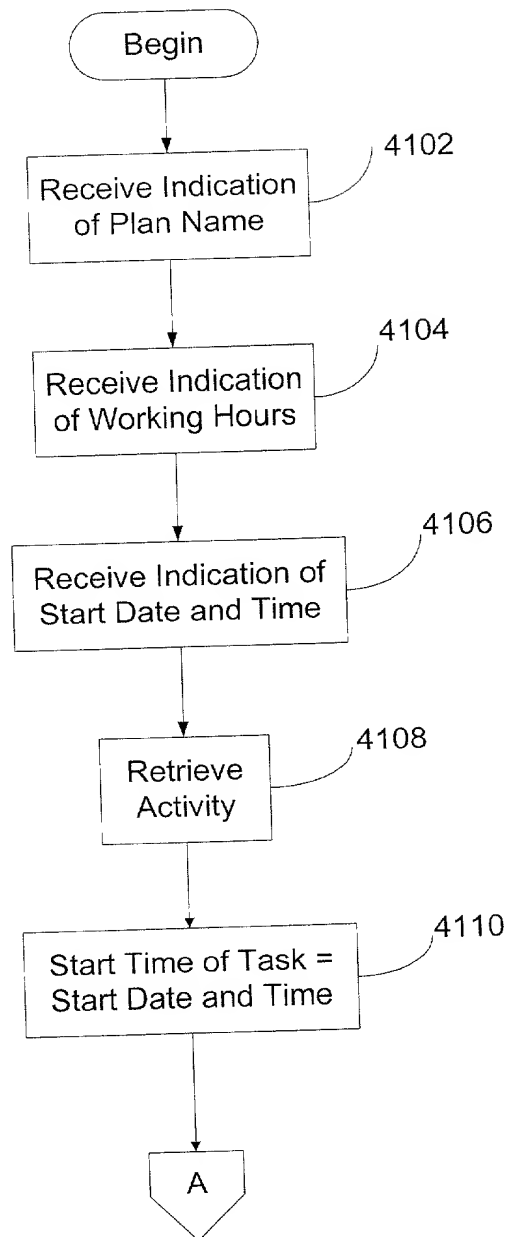 Begin
4102
Receive Indication
of Plan Name
4104
Receive Indication
of Working Hours
4106
Receive Indication of
Start Date and Time
4108
Retrieve
Activity
4110
Start Time of Task =
Start Date and Time
A